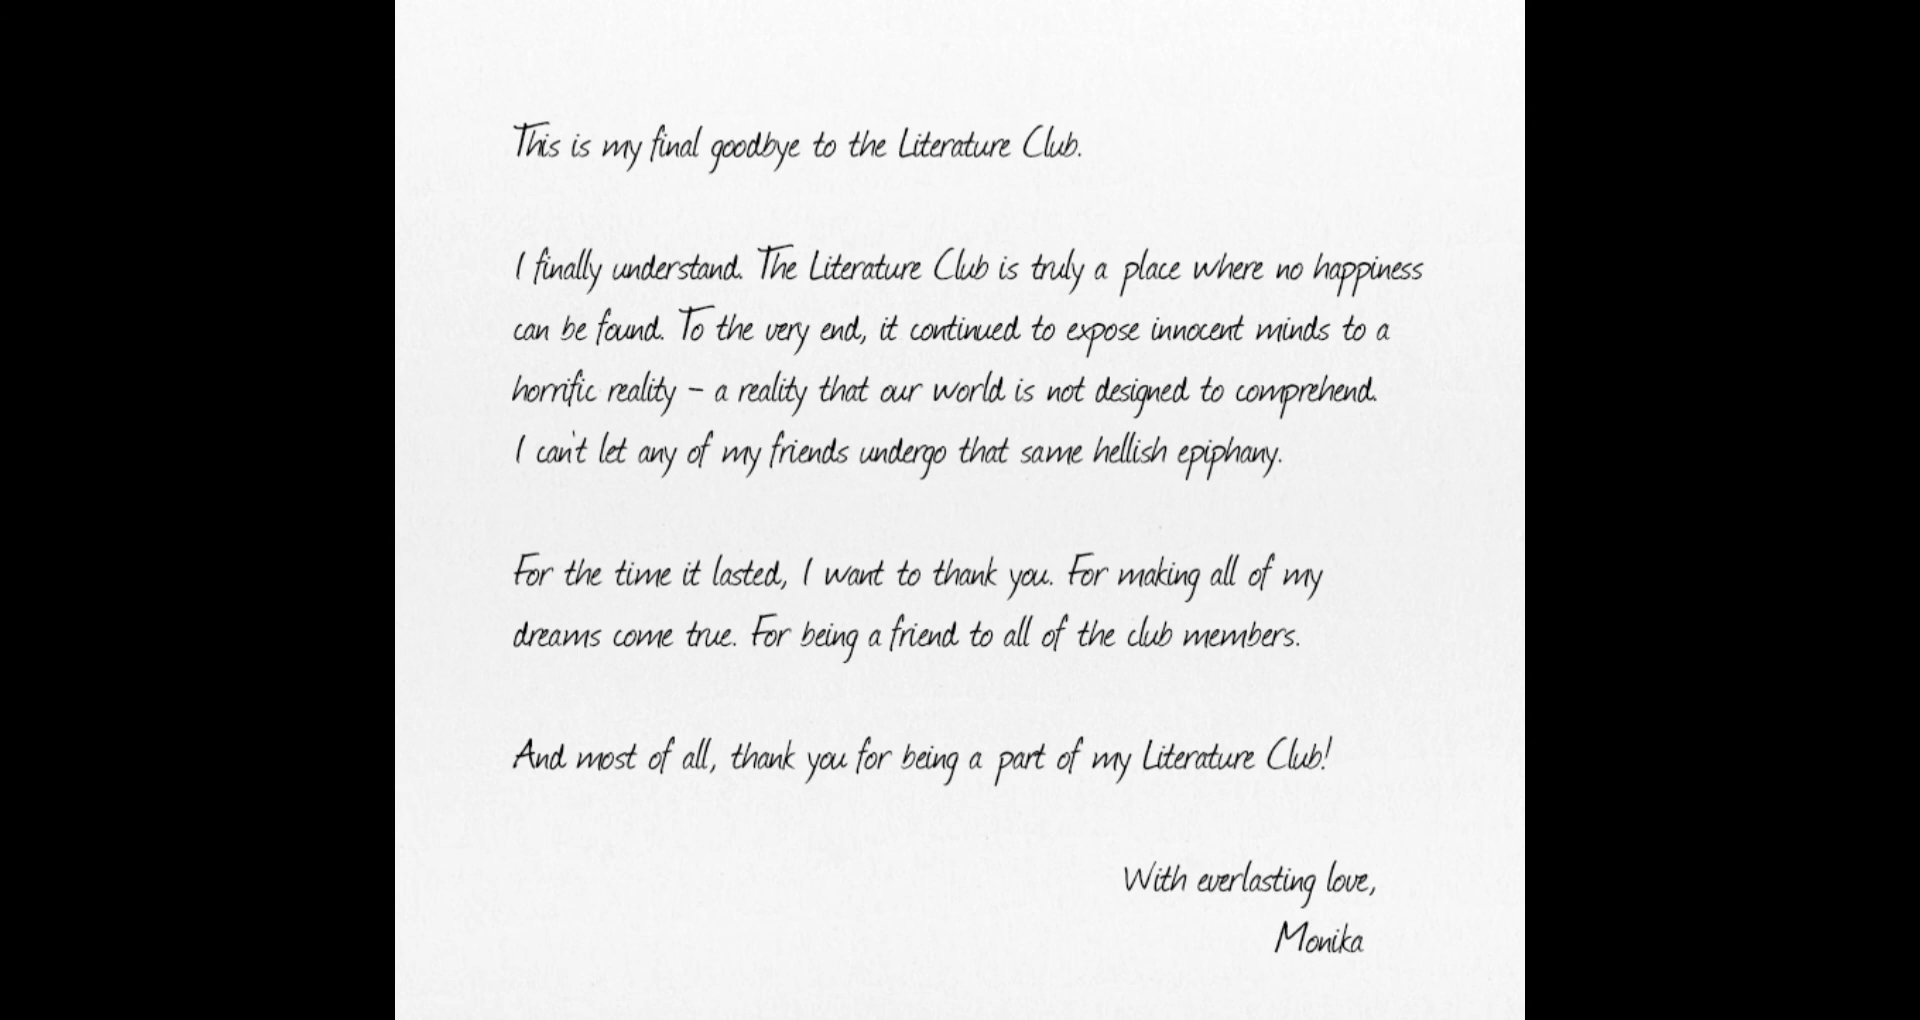 This is my final goodbye to the Literature Club.
I finally understand. The Literature Club is truly a place where no happiness
can be found. To the very end, it continued to expose innocent minds to a
horrific reality – a reality that our world is not designed to comprehend.
I can't let any of my friends undergo that same hellish epiphany.
For the time it lasted, I want to thank you. For making all of my
dreams come true. For being a friend to all of the club members.
And most of all, thank you for being a part of my Literature Club!
With everlasting love,
Monika